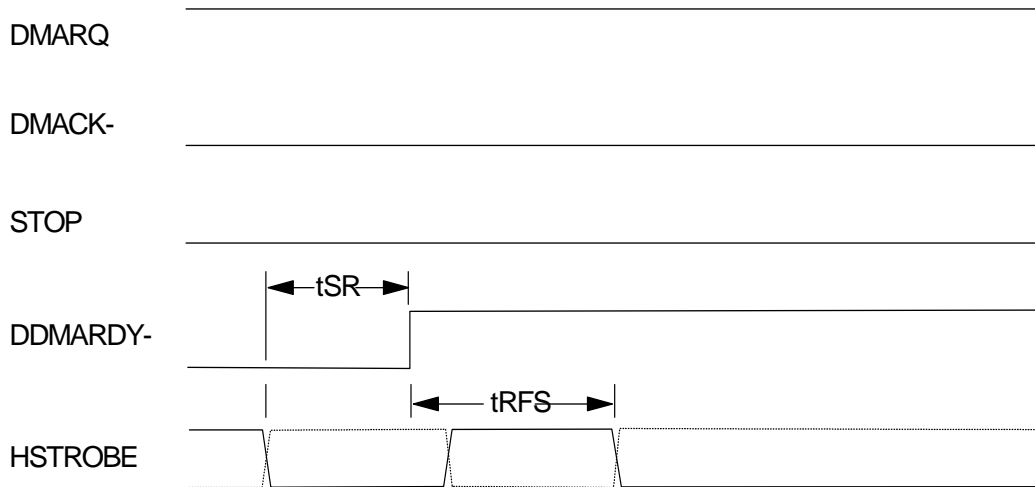 DMARQ
DMACK-
STOP
tSR
DDMARDY-
tRFS
HSTROBE